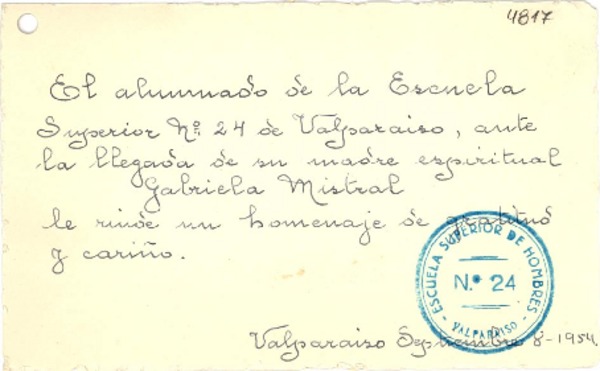 4817
El alumnado de la Escuela
Superior Nº 24 de Valparaiso, ante
la llegada de su madre espiritual
Gabriela Mistral
le rinde un homenaje de gratitud
y cariño.
ESCUELA SUPERIOR DE HOMBRES
N.º 24
VALPARAISO
Valparaiso Septiembre 8-1954